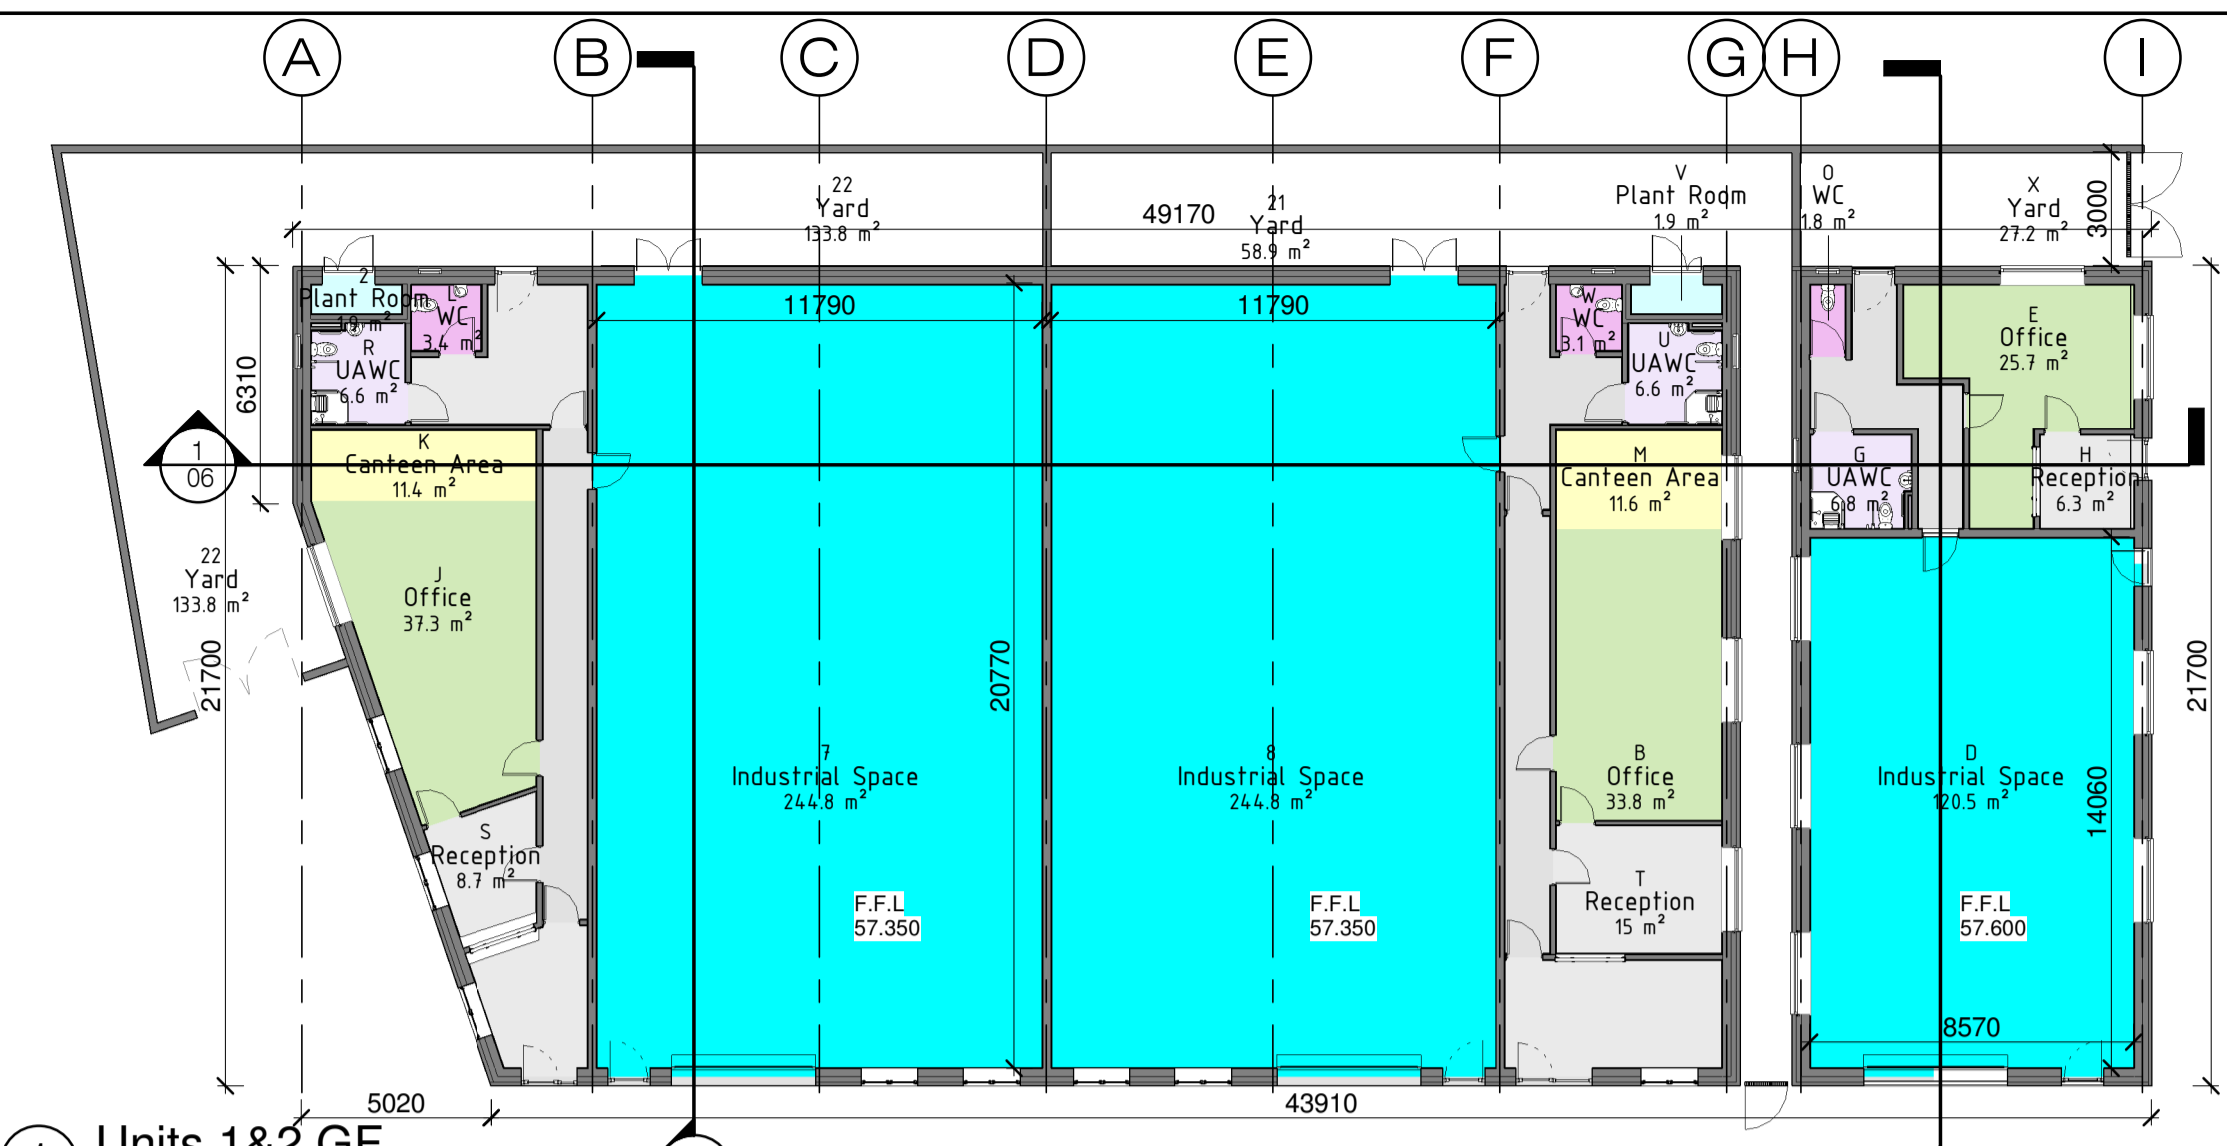 A
B
C
D
E
F
G
H
I
22
Yard
133.8 m²
49170
21
Yard
58.9 m²
V
Plant Room
1.9 m²
O
WC
1.8 m²
X
Yard
27.2 m²
3000
2
Plant Room
1.9 m²
L
WC
3.4 m²
11790
11790
W
WC
3.1 m²
R
UAWC
6.6 m²
U
UAWC
6.6 m²
E
Office
25.7 m²
6310
1
06
K
Canteen Area
11.4 m²
M
Canteen Area
11.6 m²
G
UAWC
6.8 m²
H
Reception
6.3 m²
22
Yard
133.8 m²
J
Office
37.3 m²
21700
20770
21700
7
Industrial Space
244.8 m²
8
Industrial Space
244.8 m²
B
Office
33.8 m²
D
Industrial Space
120.5 m²
14060
S
Reception
8.7 m²
T
Reception
15 m²
F.F.L
57.350
F.F.L
57.350
F.F.L
57.600
8570
5020
43910
Units 1&2 GF